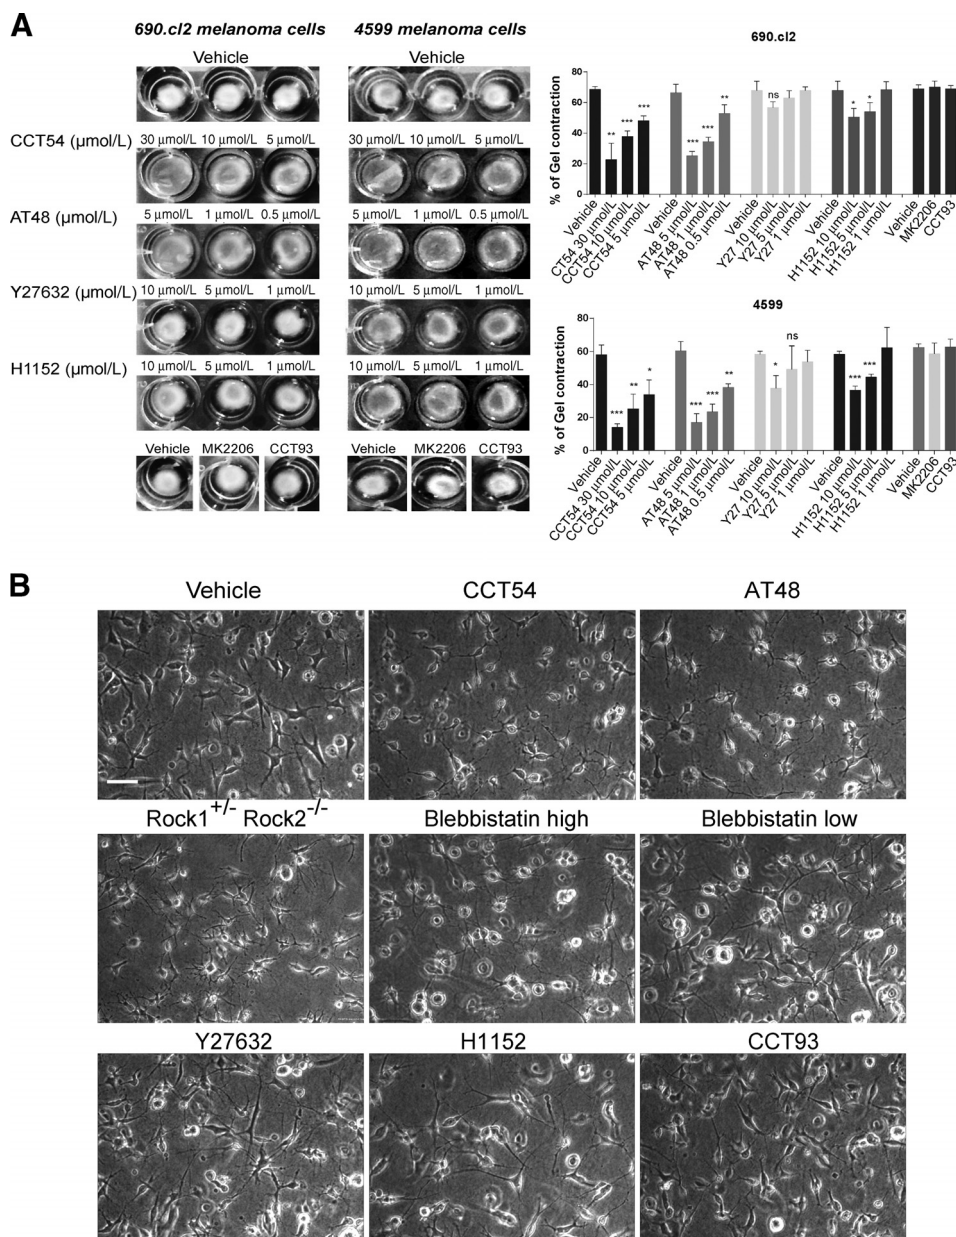 A
690.cl2 melanoma cells
4599 melanoma cells
Vehicle
Vehicle
CCT54 (µmol/L)
30 µmol/L 10 µmol/L 5 µmol/L
30 µmol/L 10 µmol/L 5 µmol/L
AT48 (µmol/L)
5 µmol/L 1 µmol/L 0.5 µmol/L
5 µmol/L 1 µmol/L 0.5 µmol/L
Y27632 (µmol/L)
10 µmol/L 5 µmol/L 1 µmol/L
10 µmol/L 5 µmol/L 1 µmol/L
H1152 (µmol/L)
10 µmol/L 5 µmol/L 1 µmol/L
10 µmol/L 5 µmol/L 1 µmol/L
Vehicle MK2206 CCT93
Vehicle MK2206 CCT93
690.cl2
% of Gel contraction
80
60
40
20
0
** *** ***
*** *** **
ns
* *
Vehicle
CT54 30 µmol/L
CCT54 10 µmol/L
CCT54 5 µmol/L
Vehicle
AT48 5 µmol/L
AT48 1 µmol/L
AT48 0.5 µmol/L
Vehicle
Y27 10 µmol/L
Y27 5 µmol/L
Y27 1 µmol/L
Vehicle
H1152 10 µmol/L
H1152 5 µmol/L
H1152 1 µmol/L
Vehicle
MK2206
CCT93
4599
% of Gel contraction
80
60
40
20
0
*** ** *
*** *** **
* ns
*** ***
Vehicle
CCT54 30 µmol/L
CCT54 10 µmol/L
CCT54 5 µmol/L
Vehicle
AT48 5 µmol/L
AT48 1 µmol/L
AT48 0.5 µmol/L
Vehicle
Y27 10 µmol/L
Y27 5 µmol/L
Y27 1 µmol/L
Vehicle
H1152 10 µmol/L
H1152 5 µmol/L
H1152 1 µmol/L
Vehicle
MK2206
CCT93
B
Vehicle
CCT54
AT48
Rock1+/- Rock2-/-
Blebbistatin high
Blebbistatin low
Y27632
H1152
CCT93